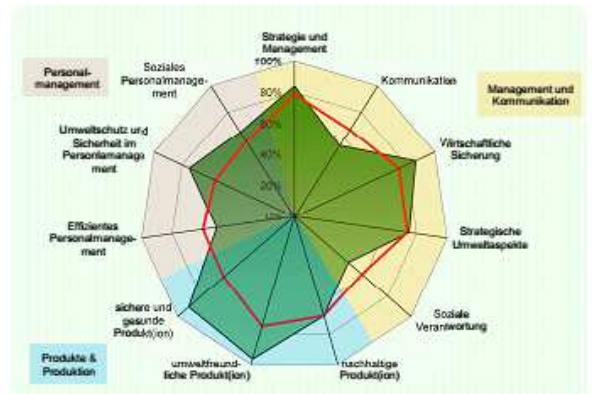 Strategie und
Management
100%
80%
60%
40%
20%
Kommunikation
Management und
Kommunikation
Wirtschaftliche
Sicherung
Strategische
Umweltaspekte
Soziale
Verantwortung
nachhaltige
Produkt(ion)
umweltfreund-
liche Produkt(ion)
Produkte &
Produktion
sichere und
gesunde
Produkt(ion)
Effizientes
Personalmanage-
ment
Umweltschutz und
Sicherheit im
Personlamanage
ment
Soziales
Personalmanage-
ment
Personal-
management